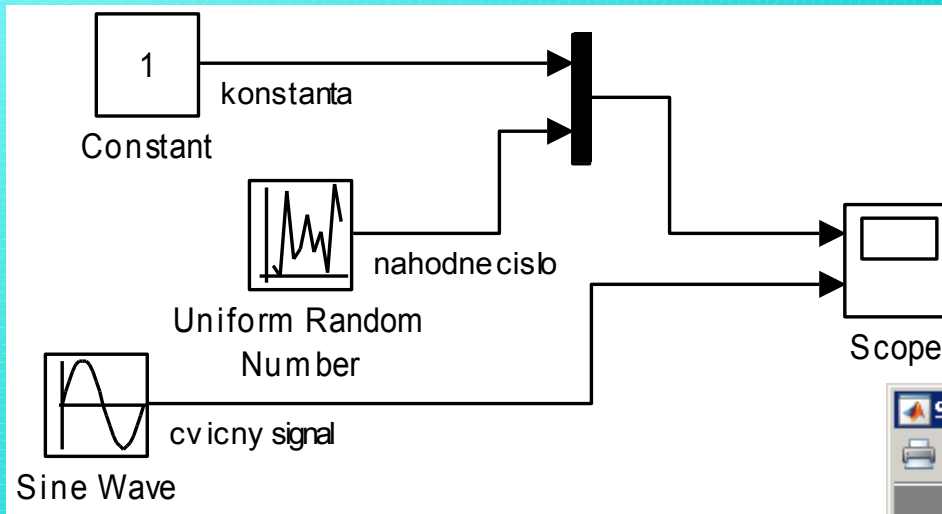 1
konstanta
Constant
nahodne cislo
Uniform Random
Number
Scope
cvicny signal
Sine Wave